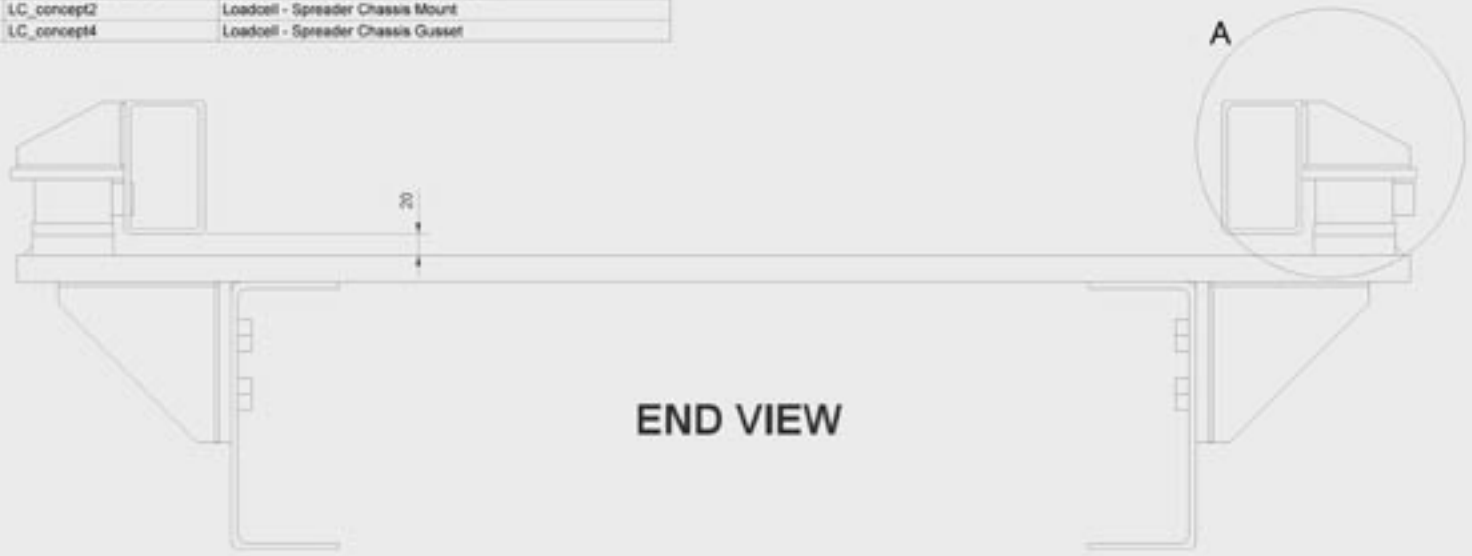 LC_concept2 Loadcell - Spreader Chassis Mount
LC_concept4 Loadcell - Spreader Chassis Gusset
A
20
END VIEW